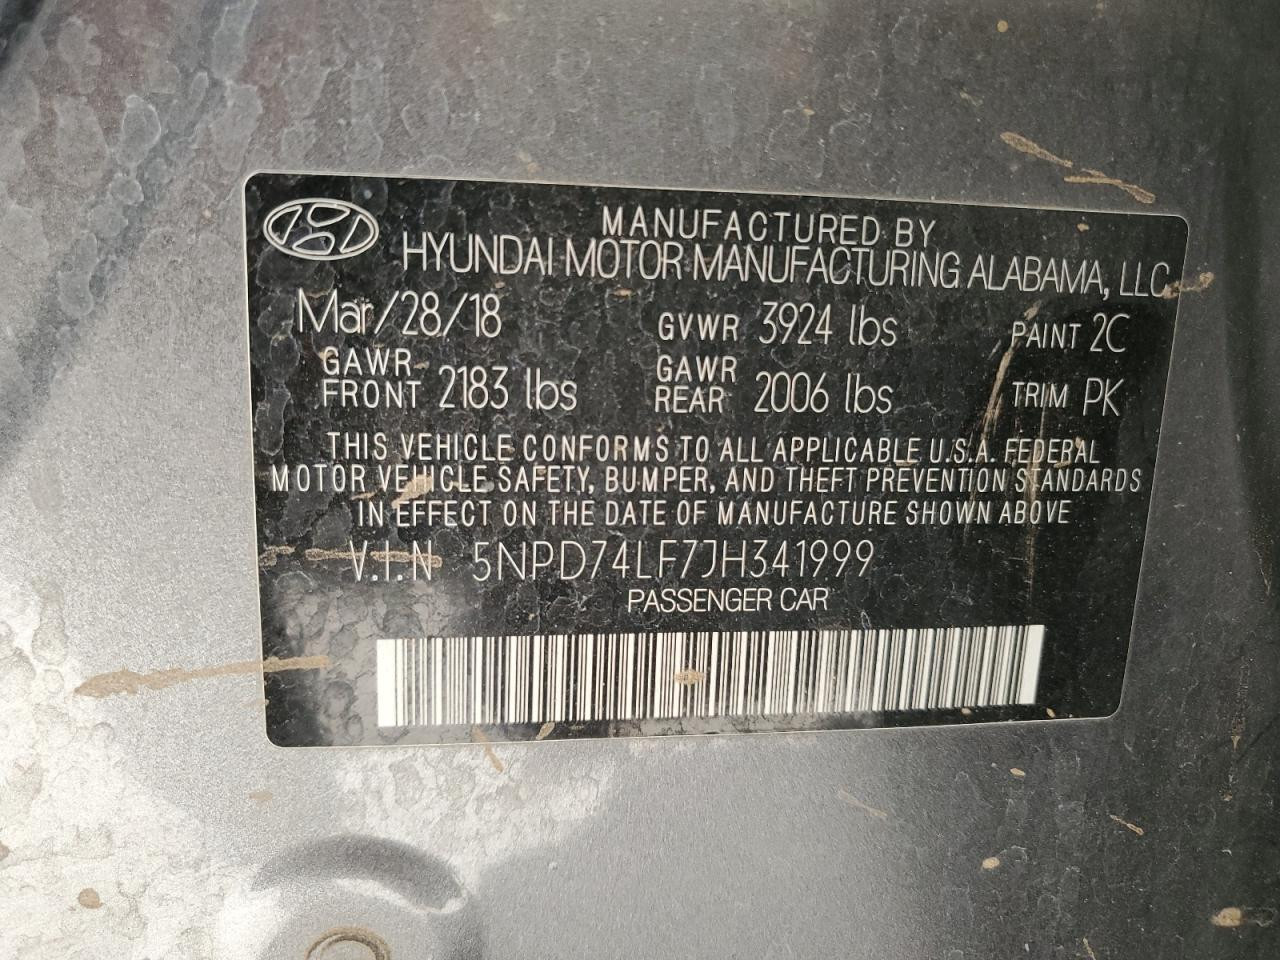 MANUFACTURED BY
HYUNDAI MOTOR MANUFACTURING ALABAMA, LLC
Mar/28/18 GVWR 3924 lbs PAINT 2C
GAWR FRONT 2183 lbs GAWR REAR 2006 lbs TRIM PK
THIS VEHICLE CONFORMS TO ALL APPLICABLE U.S.A. FEDERAL
MOTOR VEHICLE SAFETY, BUMPER, AND THEFT PREVENTION STANDARDS
IN EFFECT ON THE DATE OF MANUFACTURE SHOWN ABOVE
V.I.N 5NPD74LF7JH341999
PASSENGER CAR